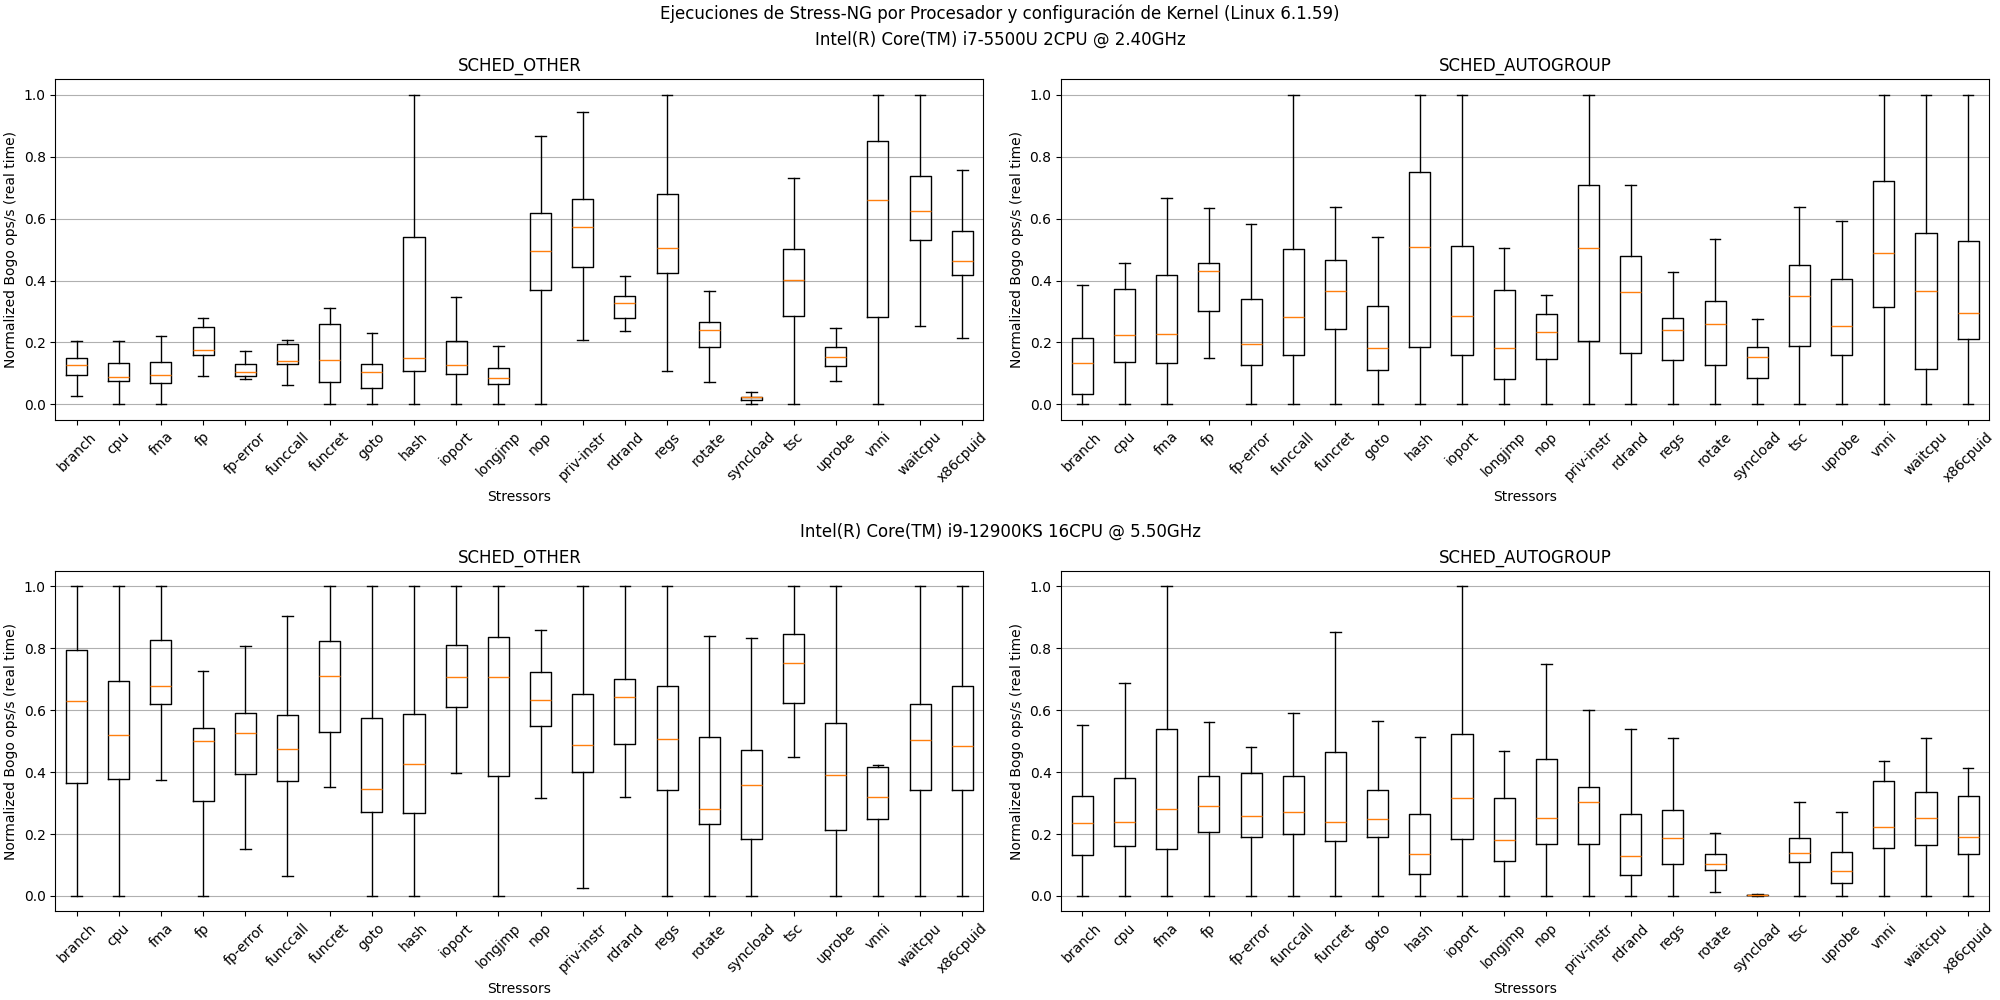 Ejecuciones de Stress-NG por Procesador y configuración de Kernel (Linux 6.1.59)
Intel(R) Core(TM) i7-5500U 2CPU @ 2.40GHz
SCHED_OTHER
Normalized Bogo ops/s (real time)
1.0
0.8
0.6
0.4
0.2
0.0
branch cpu fma fp fp-error funccall funcret goto hash ioport longjmp nop priv-instr rdrand regs rotate syncload tsc uprobe vnni waitcpu x86cpuid
Stressors
SCHED_AUTOGROUP
Normalized Bogo ops/s (real time)
1.0
0.8
0.6
0.4
0.2
0.0
branch cpu fma fp fp-error funccall funcret goto hash ioport longjmp nop priv-instr rdrand regs rotate syncload tsc uprobe vnni waitcpu x86cpuid
Stressors
Intel(R) Core(TM) i9-12900KS 16CPU @ 5.50GHz
SCHED_OTHER
Normalized Bogo ops/s (real time)
1.0
0.8
0.6
0.4
0.2
0.0
branch cpu fma fp fp-error funccall funcret goto hash ioport longjmp nop priv-instr rdrand regs rotate syncload tsc uprobe vnni waitcpu x86cpuid
Stressors
SCHED_AUTOGROUP
Normalized Bogo ops/s (real time)
1.0
0.8
0.6
0.4
0.2
0.0
branch cpu fma fp fp-error funccall funcret goto hash ioport longjmp nop priv-instr rdrand regs rotate syncload tsc uprobe vnni waitcpu x86cpuid
Stressors